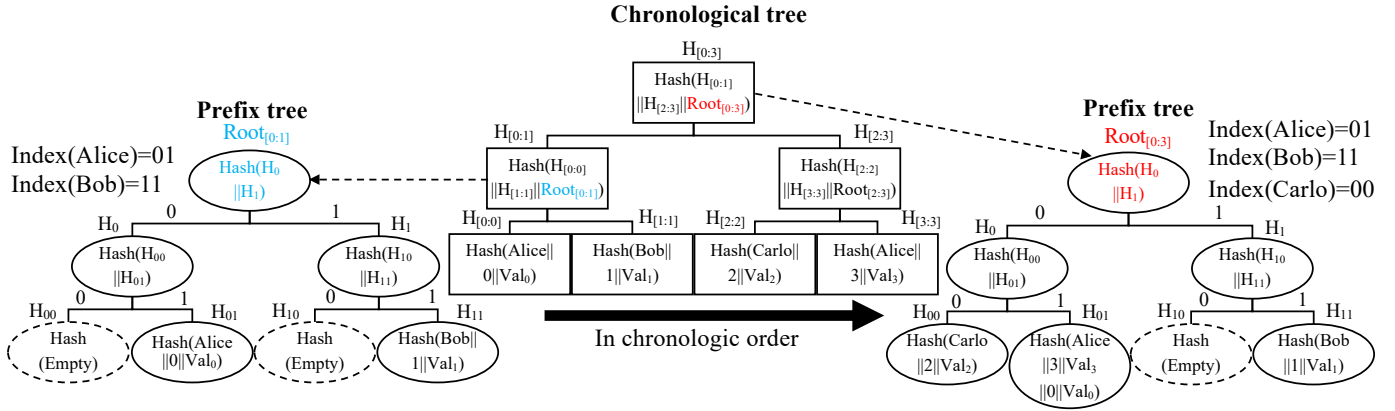 Chronological tree
H[0:3]
Hash(H[0:1]
||H[2:3]||Root[0:3])
Prefix tree
Root[0:1]
Index(Alice)=01
Index(Bob)=11
Hash(H0
||H1)
0
1
H0
Hash(H00
||H01)
H1
Hash(H10
||H11)
0
1
0
1
H00
Hash
(Empty)
H01
Hash(Alice
||0||Val0)
H10
Hash
(Empty)
H11
Hash(Bob||
1||Val1)
H[0:1]
Hash(H[0:0]
||H[1:1]||Root[0:1])
H[2:3]
Hash(H[2:2]
||H[3:3]||Root[2:3])
H[0:0]
Hash(Alice||
0||Val0)
H[1:1]
Hash(Bob||
1||Val1)
H[2:2]
Hash(Carlo||
2||Val2)
H[3:3]
Hash(Alice||
3||Val3)
In chronologic order
Prefix tree
Root[0:3]
Index(Alice)=01
Index(Bob)=11
Index(Carlo)=00
Hash(H0
||H1)
0
1
H0
Hash(H00
||H01)
H1
Hash(H10
||H11)
0
1
0
1
H00
Hash(Carlo
||2||Val2)
H01
Hash(Alice
||3||Val3
||0||Val0)
H10
Hash
(Empty)
H11
Hash(Bob
||1||Val1)